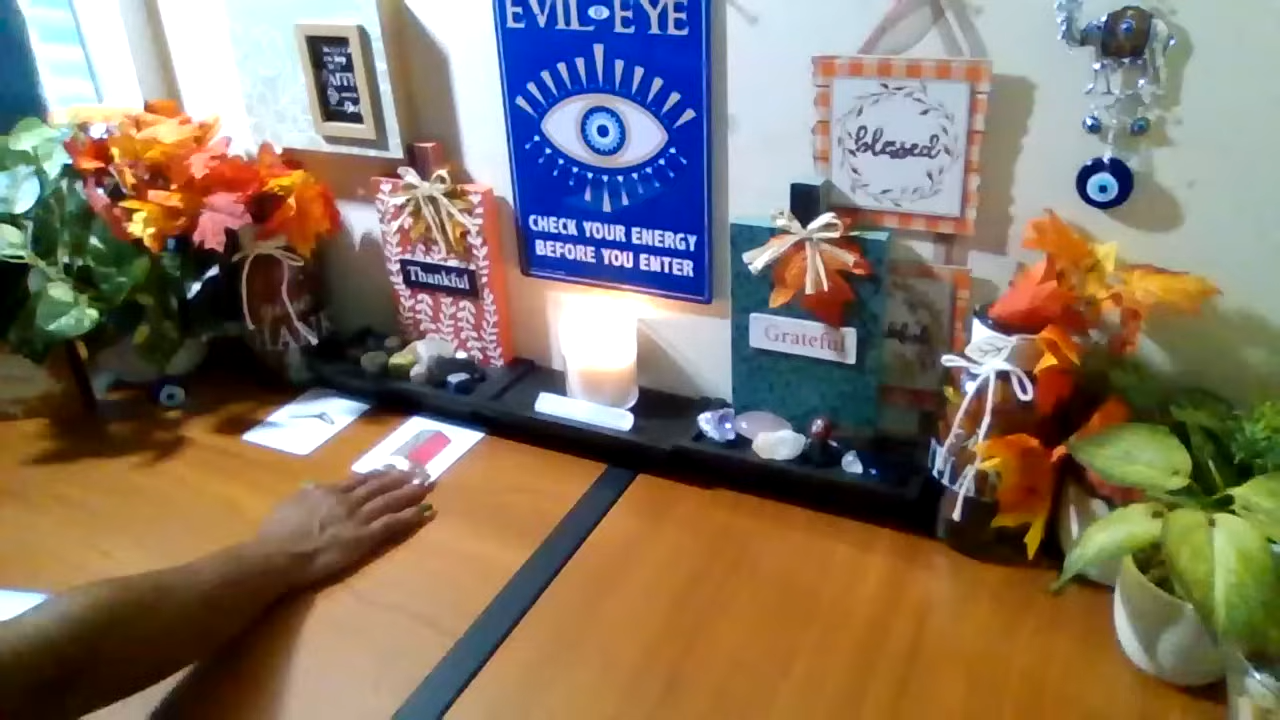 EVIL EYE
CHECK YOUR ENERGY
BEFORE YOU ENTER
blessed
Thankful
Grateful